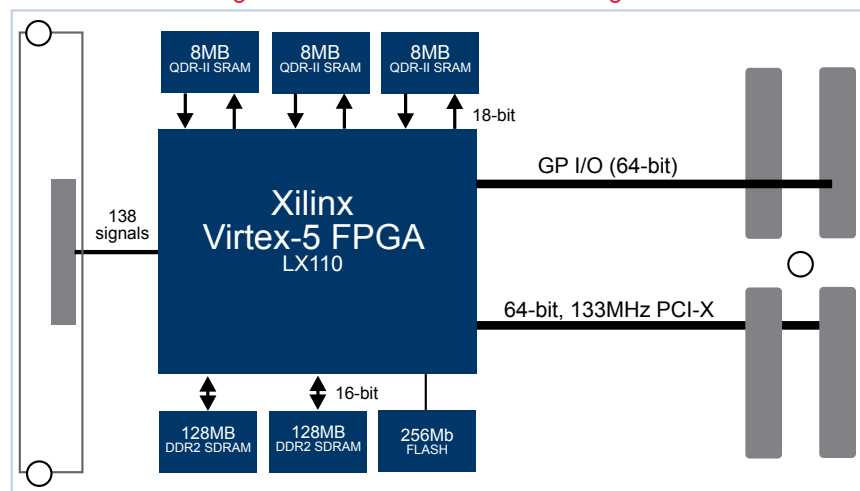 8MB
QDR-II SRAM
8MB
QDR-II SRAM
8MB
QDR-II SRAM
18-bit
GP I/O (64-bit)
Xilinx
Virtex-5 FPGA
LX110
138
signals
64-bit, 133MHz PCI-X
16-bit
128MB
DDR2 SDRAM
128MB
DDR2 SDRAM
256Mb
FLASH